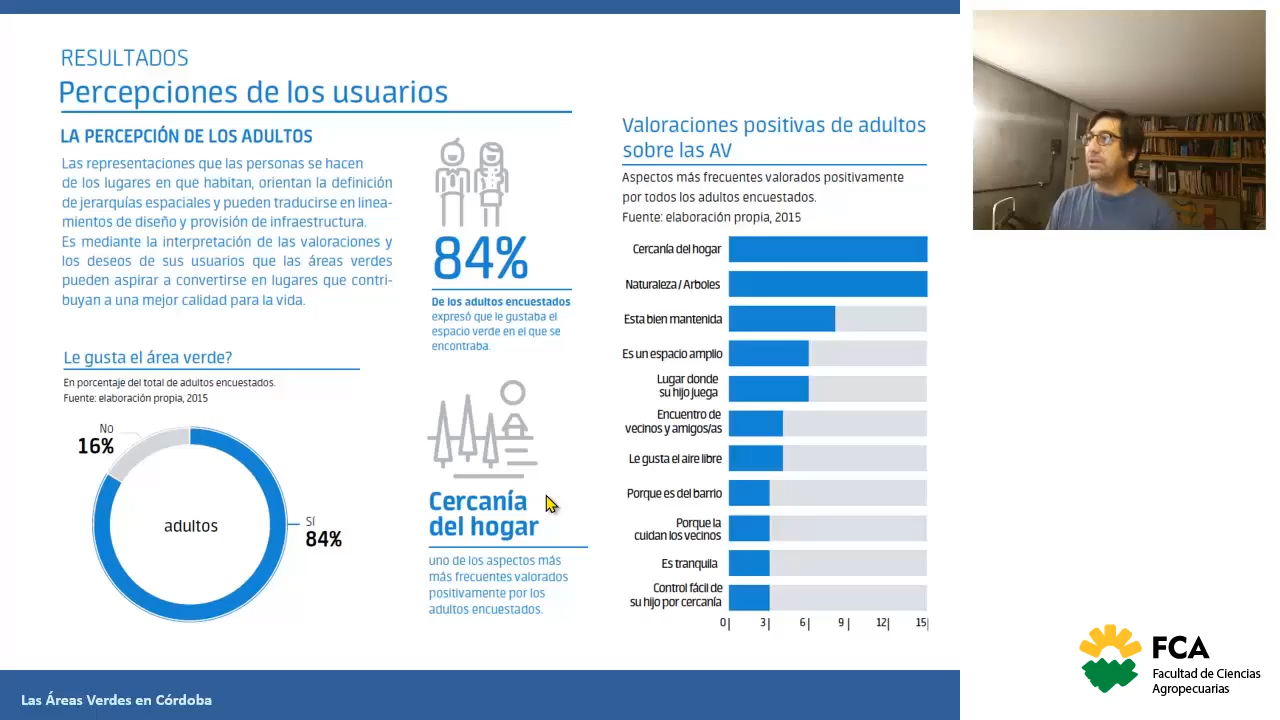 RESULTADOS
Percepciones de los usuarios
LA PERCEPCIÓN DE LOS ADULTOS
Las representaciones que las personas se hacen
de los lugares en que habitan, orientan la definición
de jerarquías espaciales y pueden traducirse en linea-
mientos de diseño y provisión de infraestructura.
Es mediante la interpretación de las valoraciones y
los deseos de sus usuarios que las áreas verdes
pueden aspirar a convertirse en lugares que contri-
buyan a una mejor calidad para la vida.
Le gusta el área verde?
En porcentaje del total de adultos encuestados.
Fuente: elaboración propia, 2015
No
16%
adultos
SÍ
84%
84%
De los adultos encuestados
expresó que le gustaba el
espacio verde en el que se
encontraba.
Cercanía
del hogar
uno de los aspectos más
más frecuentes valorados
positivamente por los
adultos encuestados.
Valoraciones positivas de adultos
sobre las AV
Aspectos más frecuentes valorados positivamente
por todos los adultos encuestados.
Fuente: elaboración propia, 2015
Cercanía del hogar
Naturaleza / Arboles
Esta bien mantenida
Es un espacio amplio
Lugar donde
su hijo juega
Encuentro de
vecinos y amigos/as
Le gusta el aire libre
Porque es del barrio
Porque la
cuidan los vecinos
Es tranquila
Control fácil de
su hijo por cercanía
0 3 6 9 12 15
Las Áreas Verdes en Córdoba
FCA
Facultad de Ciencias
Agropecuarias